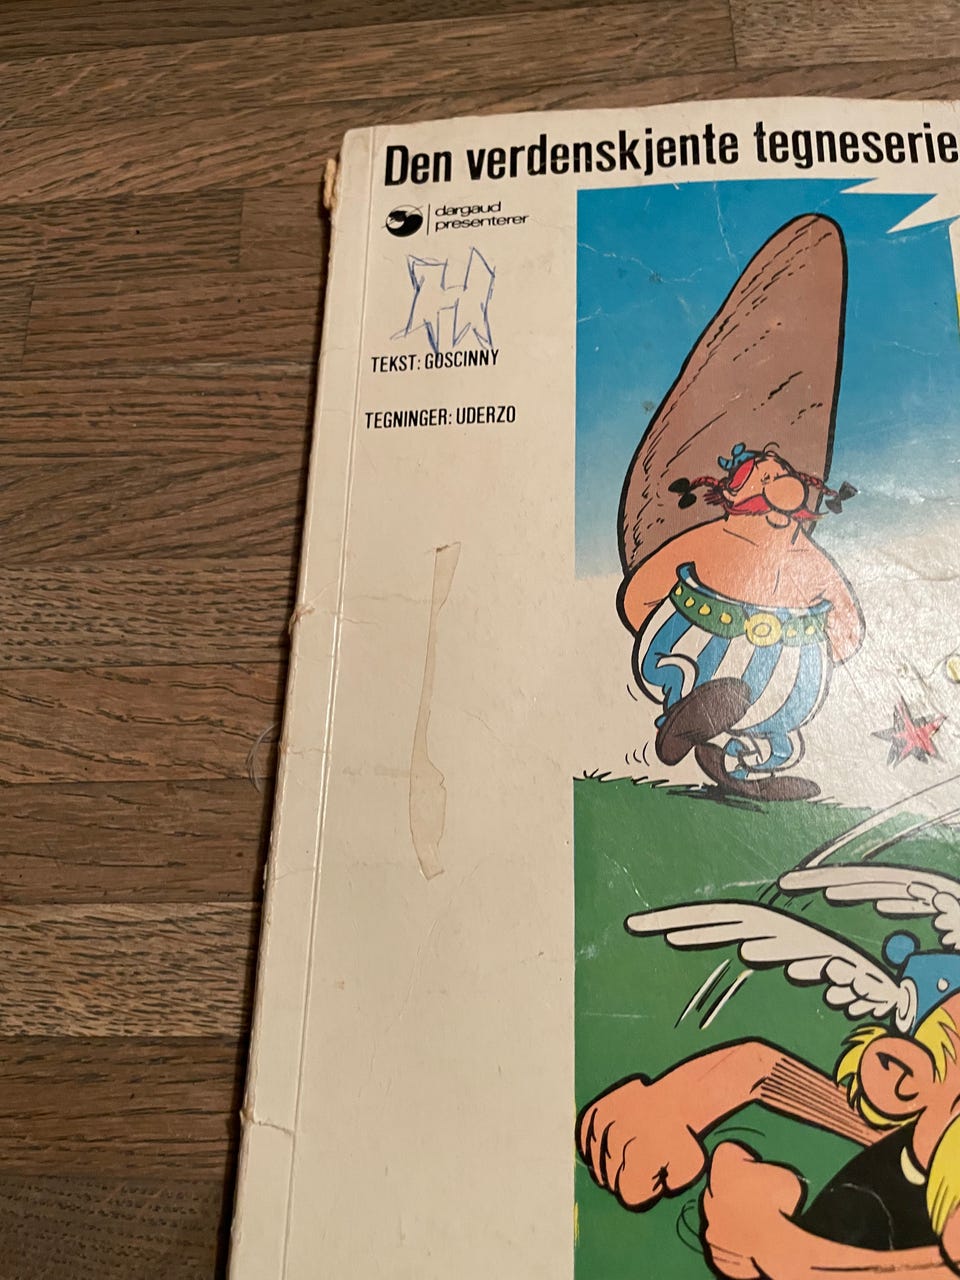 Den verdenskjente tegneserie
dargaud
presenterer
H
TEKST: GOSCINNY
TEGNINGER: UDERZO